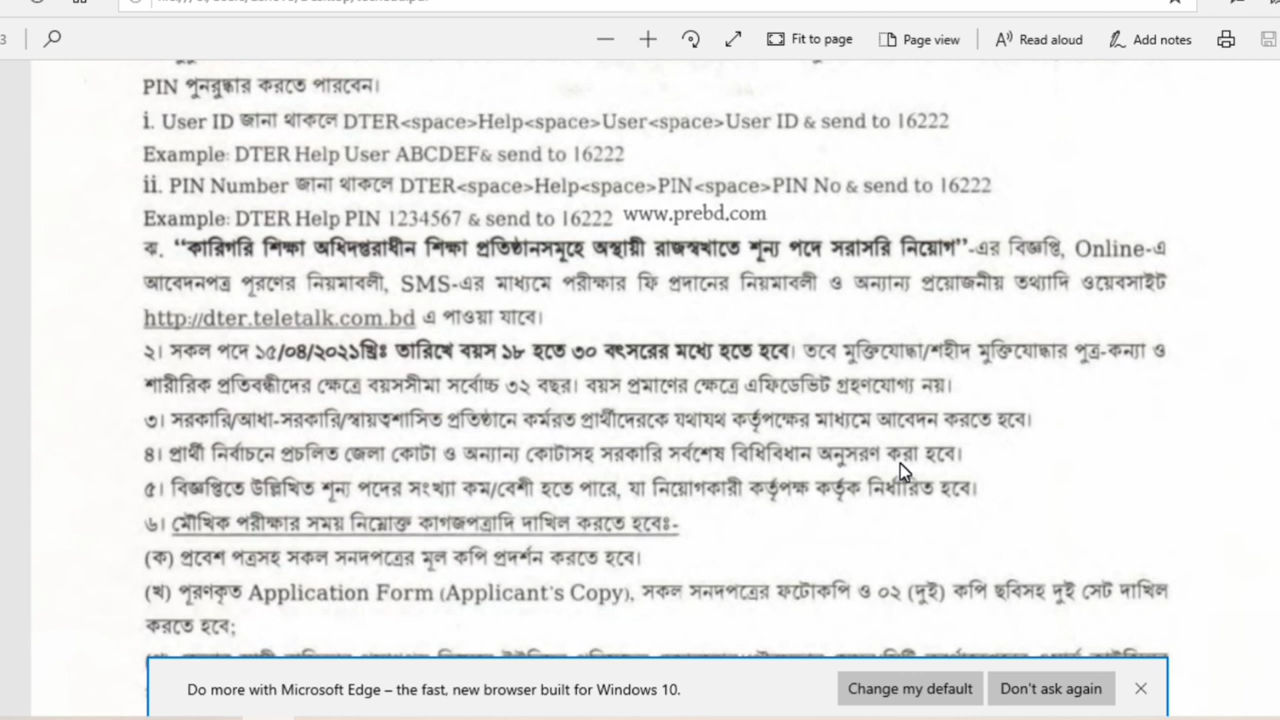 3
Fit to page
Page view
Read aloud
Add notes
PIN পুনরুদ্ধার করতে পারবেন।
i. User ID জানা থাকলে DTER<space>Help<space>User<space>User ID & send to 16222
Example: DTER Help User ABCDEF& send to 16222
ii. PIN Number জানা থাকলে DTER<space>Help<space>PIN<space>PIN No & send to 16222
Example: DTER Help PIN 1234567 & send to 16222 www.prebd.com
ঝ. “কারিগরি শিক্ষা অধিদপ্তরাধীন শিক্ষা প্রতিষ্ঠানসমূহে অস্থায়ী রাজস্বখাতে শূন্য পদে সরাসরি নিয়োগ”-এর বিজ্ঞপ্তি, Online-এ
আবেদনপত্র পূরণের নিয়মাবলী, SMS-এর মাধ্যমে পরীক্ষার ফি প্রদানের নিয়মাবলী ও অন্যান্য প্রয়োজনীয় তথ্যাদি ওয়েবসাইট
http://dter.teletalk.com.bd এ পাওয়া যাবে।
২। সকল পদে ১৫/০৪/২০২১খ্রিঃ তারিখে বয়স ১৮ হতে ৩০ বৎসরের মধ্যে হতে হবে। তবে মুক্তিযোদ্ধা/শহীদ মুক্তিযোদ্ধার পুত্র-কন্যা ও
শারীরিক প্রতিবন্ধীদের ক্ষেত্রে বয়সসীমা সর্বোচ্চ ৩২ বছর। বয়স প্রমাণের ক্ষেত্রে এফিডেভিট গ্রহণযোগ্য নয়।
৩। সরকারি/আধা-সরকারি/স্বায়ত্বশাসিত প্রতিষ্ঠানে কর্মরত প্রার্থীদেরকে যথাযথ কর্তৃপক্ষের মাধ্যমে আবেদন করতে হবে।
৪। প্রার্থী নির্বাচনে প্রচলিত জেলা কোটা ও অন্যান্য কোটাসহ সরকারি সর্বশেষ বিধিবিধান অনুসরণ করা হবে।
৫। বিজ্ঞপ্তিতে উল্লিখিত শূন্য পদের সংখ্যা কম/বেশী হতে পারে, যা নিয়োগকারী কর্তৃপক্ষ কর্তৃক নির্ধারিত হবে।
৬। মৌখিক পরীক্ষার সময় নিম্নোক্ত কাগজপত্রাদি দাখিল করতে হবেঃ-
(ক) প্রবেশ পত্রসহ সকল সনদপত্রের মূল কপি প্রদর্শন করতে হবে।
(খ) পূরণকৃত Application Form (Applicant's Copy), সকল সনদপত্রের ফটোকপি ও ০২ (দুই) কপি ছবিসহ দুই সেট দাখিল
করতে হবে;
Do more with Microsoft Edge – the fast, new browser built for Windows 10.
Change my default
Don't ask again